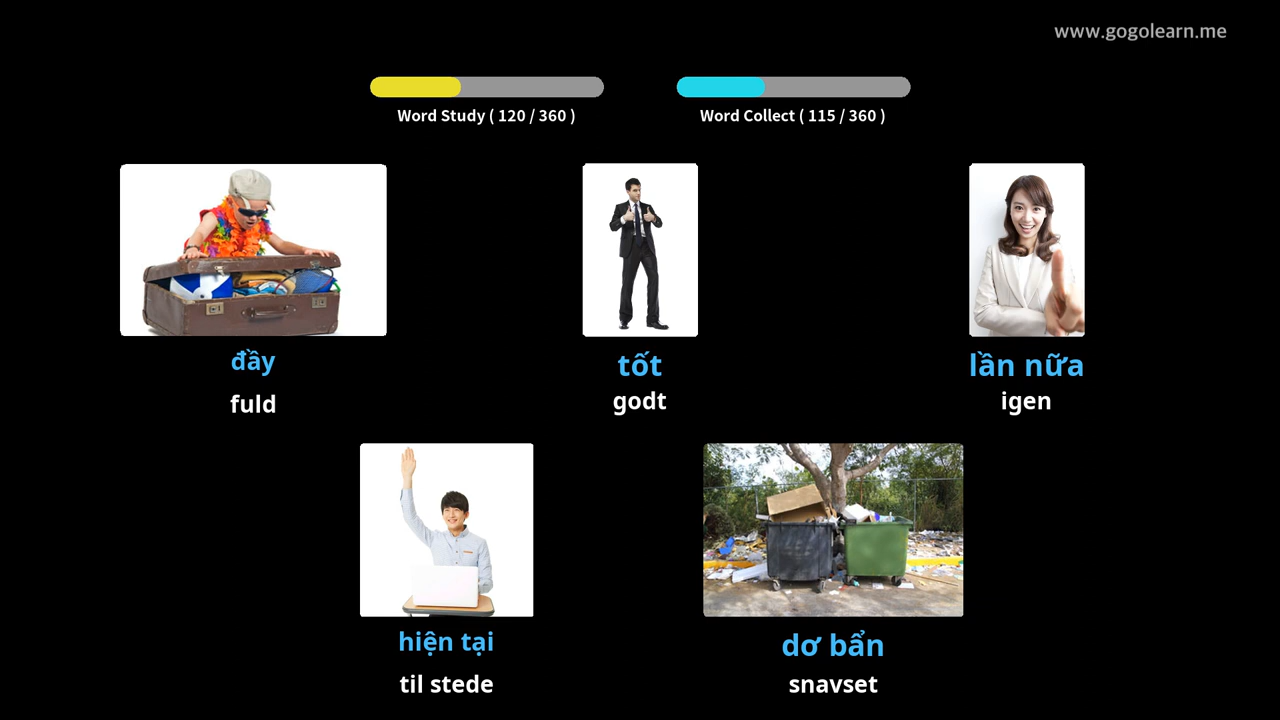 www.gogolearn.me
Word Study ( 120 / 360 )
Word Collect ( 115 / 360 )
đầy
fuld
tốt
godt
lần nữa
igen
hiện tại
til stede
dơ bẩn
snavset